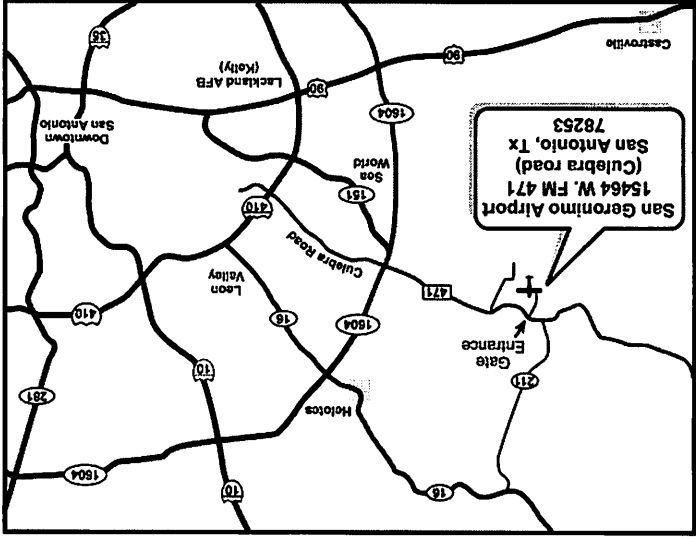 16
10
1604
Helotes
281
211
10
Gate
Entrance
1604
16
410
471
Leon
Valley
Culebra Road
San Geronimo Airport
15464 W. FM 471
(Culebra road)
San Antonio, Tx
78253
410
151
Sea
World
Downtown
San Antonio
1604
90
Lackland AFB
(Kelly)
90
Castroville
35